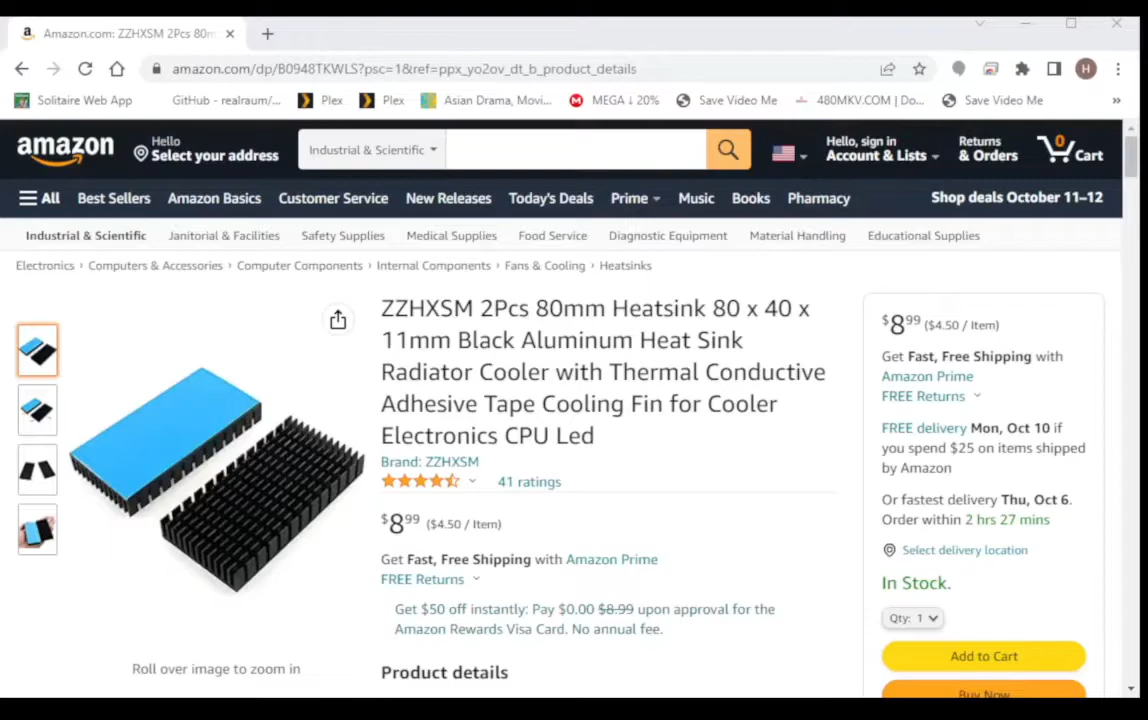 Amazon.com: ZZHXSM 2Pcs 80m
amazon.com/dp/B0948TKWLS?psc=1&ref=ppx_yo2ov_dt_b_product_details
H
Solitaire Web App
GitHub - realraum/...
Plex
Plex
Asian Drama, Movi...
MEGA ↓ 20%
Save Video Me
480MKV.COM | Do...
Save Video Me
»
amazon
Hello
Select your address
Industrial & Scientific
Hello, sign in
Account & Lists
Returns
& Orders
0
Cart
All
Best Sellers
Amazon Basics
Customer Service
New Releases
Today's Deals
Prime
Music
Books
Pharmacy
Shop deals October 11–12
Industrial & Scientific
Janitorial & Facilities
Safety Supplies
Medical Supplies
Food Service
Diagnostic Equipment
Material Handling
Educational Supplies
Electronics › Computers & Accessories › Computer Components › Internal Components › Fans & Cooling › Heatsinks
Roll over image to zoom in
ZZHXSM 2Pcs 80mm Heatsink 80 x 40 x
11mm Black Aluminum Heat Sink
Radiator Cooler with Thermal Conductive
Adhesive Tape Cooling Fin for Cooler
Electronics CPU Led
Brand: ZZHXSM
41 ratings
$899 ($4.50 / Item)
Get Fast, Free Shipping with Amazon Prime
FREE Returns
Get $50 off instantly: Pay $0.00 $8.99 upon approval for the
Amazon Rewards Visa Card. No annual fee.
Product details
$899 ($4.50 / Item)
Get Fast, Free Shipping with
Amazon Prime
FREE Returns
FREE delivery Mon, Oct 10 if
you spend $25 on items shipped
by Amazon
Or fastest delivery Thu, Oct 6.
Order within 2 hrs 27 mins
Select delivery location
In Stock.
Qty: 1
Add to Cart
Buy Now